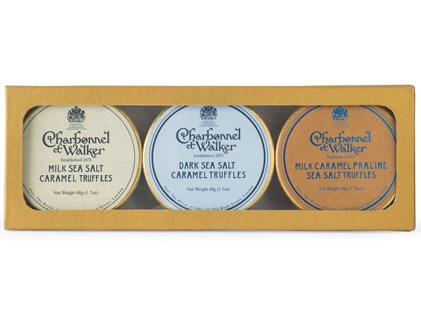 Charbonnel
et Walker
Established 1875
MILK SEA SALT
CARAMEL TRUFFLES
Net Weight 48g (1.7oz)
Charbonnel
et Walker
Established 1875
DARK SEA SALT
CARAMEL TRUFFLES
Net Weight 48g (1.7oz)
Charbonnel
et Walker
Established 1875
MILK CARAMEL PRALINE
SEA SALT TRUFFLES
Net Weight